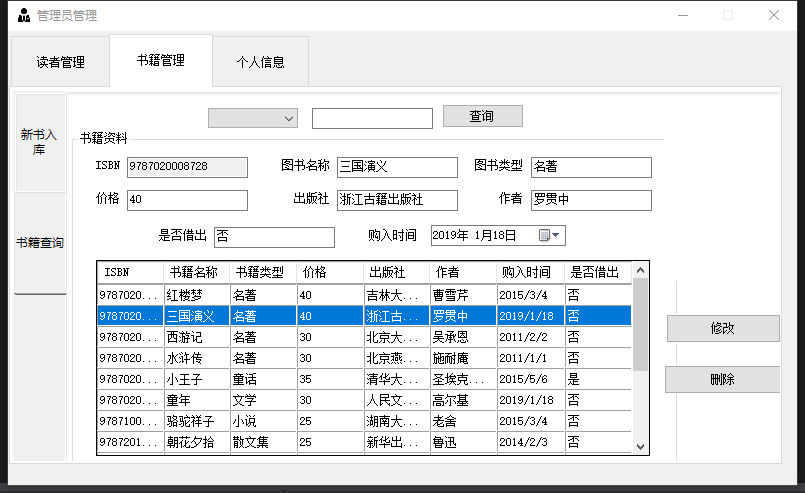 管理员管理
读者管理 书籍管理 个人信息
新书入
库
书籍查询
查询
书籍资料
ISBN 9787020008728 图书名称 三国演义 图书类型 名著
价格 40 出版社 浙江古籍出版社 作者 罗贯中
是否借出 否 购入时间 2019年 1月18日
ISBN 书籍名称 书籍类型 价格 出版社 作者 购入时间 是否借出
9787020... 红楼梦 名著 40 吉林大... 曹雪芹 2015/3/4 否
9787020... 三国演义 名著 40 浙江古... 罗贯中 2019/1/18 否
9787020... 西游记 名著 30 北京大... 吴承恩 2011/2/2 否
9787020... 水浒传 名著 30 北京燕... 施耐庵 2011/1/1 否
9787020... 小王子 童话 35 清华大... 圣埃克... 2015/5/6 是
9787020... 童年 文学 30 人民文... 高尔基 2019/1/18 否
9787100... 骆驼祥子 小说 25 湖南大... 老舍 2015/3/4 否
9787201... 朝花夕拾 散文集 25 新华出... 鲁迅 2014/2/3 否
修改
删除